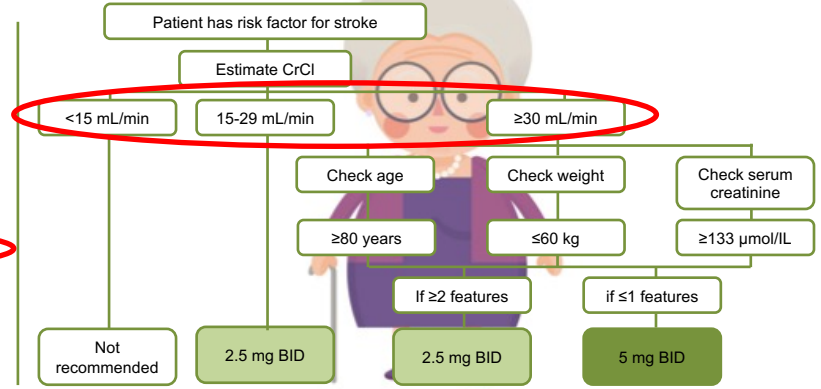 Patient has risk factor for stroke
Estimate CrCl
<15 mL/min
15-29 mL/min
≥30 mL/min
Check age
Check weight
Check serum
creatinine
≥80 years
≤60 kg
≥133 μmol/IL
If ≥2 features
if ≤1 features
Not
recommended
2.5 mg BID
2.5 mg BID
5 mg BID